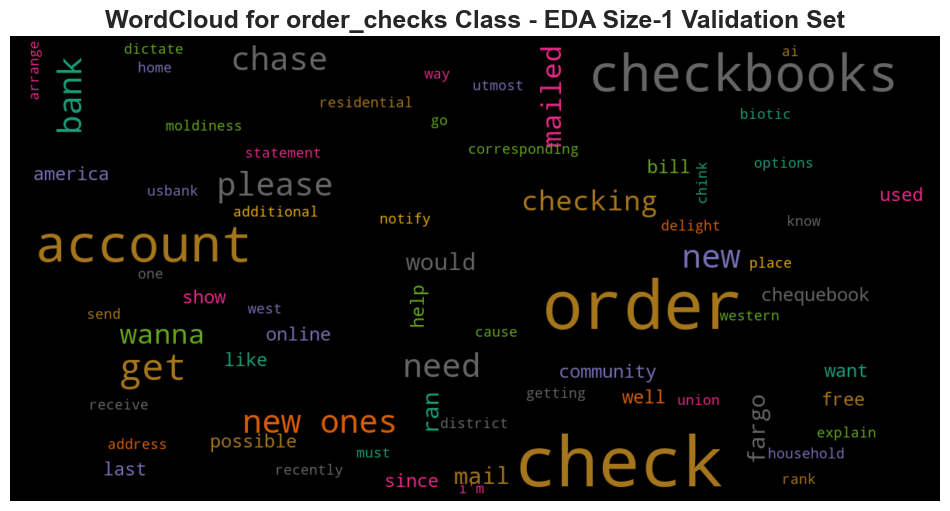 WordCloud for order_checks Class - EDA Size-1 Validation Set
arrange
dictate
home
bank
chase
way
utmost
mailed
checkbooks
ai
residential
moldiness
go
biotic
statement
corresponding
america
usbank
please
bill
chink
options
used
additional
notify
checking
delight
know
account
one
would
new
place
show
west
help
order
chequebook
western
send
wanna
online
cause
get
like
need
community
want
receive
getting
well
union
free
new ones
ran
district
fargo
explain
address
possible
must
household
last
recently
since
mail
i'm
check
rank